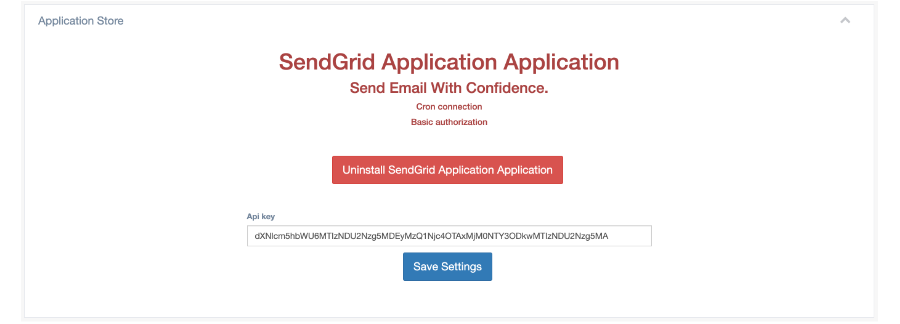 Application Store
SendGrid Application Application
Send Email With Confidence.
Cron connection
Basic authorization
Uninstall SendGrid Application Application
Api key
dXNlcm5hbWU6MTIzNDU2Nzg5MDEyMzQ1Njc4OTAxMjM0NTY3ODkwMTIzNDU2Nzg5MA
Save Settings